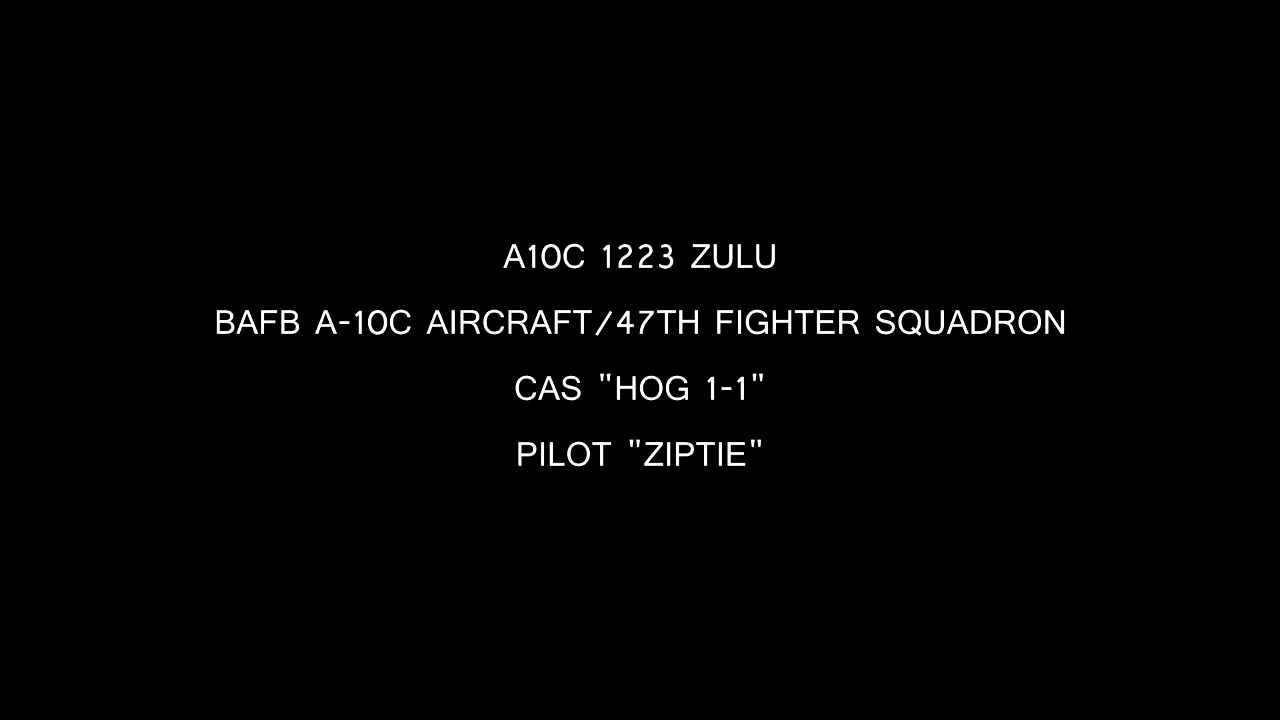 A10C 1223 ZULU
BAFB A-10C AIRCRAFT/47TH FIGHTER SQUADRON
CAS "HOG 1-1"
PILOT "ZIPTIE"